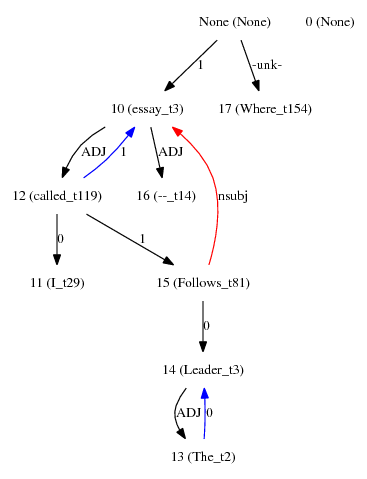 None (None) 0 (None)
1 -unk-
10 (essay_t3) 17 (Where_t154)
ADJ 1 ADJ
12 (called_t119) 16 (--_t14) nsubj
0 1
11 (I_t29) 15 (Follows_t81)
0
14 (Leader_t3)
ADJ 0
13 (The_t2)